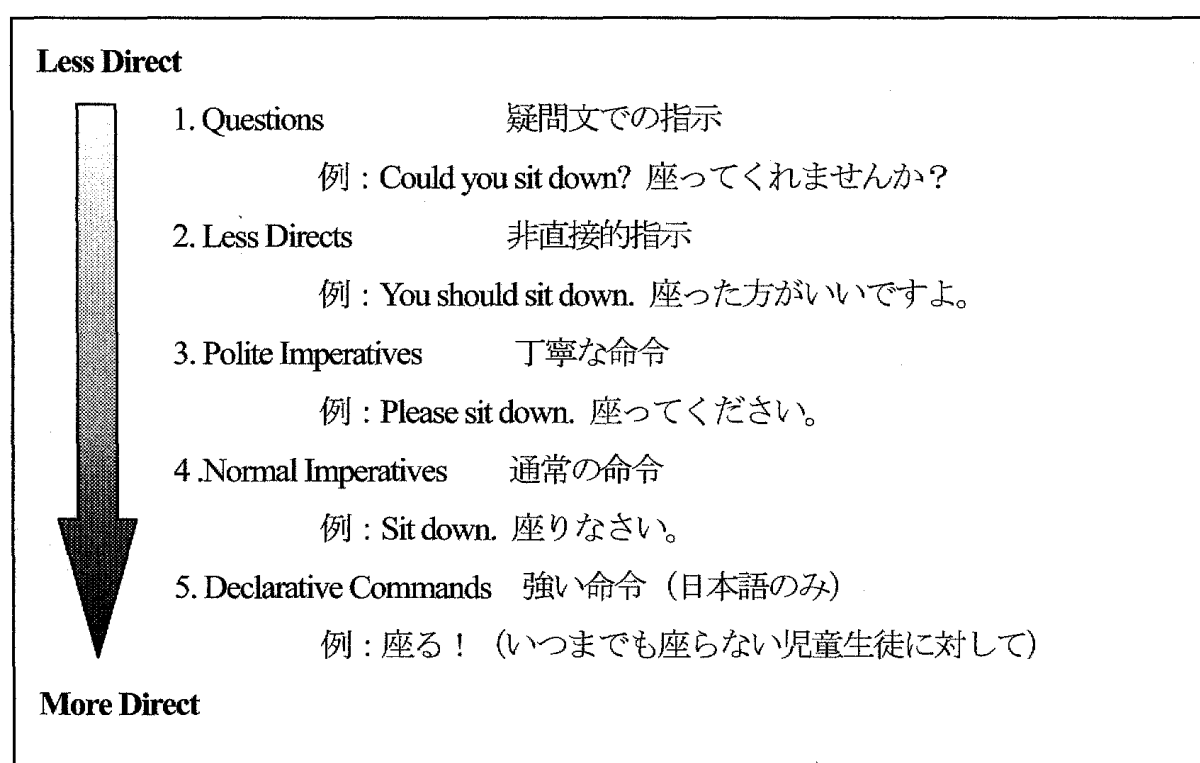 Less Direct
1. Questions 疑問文での指示
例：Could you sit down? 座ってくれませんか？
2. Less Directs 非直接的指示
例：You should sit down. 座った方がいいですよ。
3. Polite Imperatives 丁寧な命令
例：Please sit down. 座ってください。
4 .Normal Imperatives 通常の命令
例：Sit down. 座りなさい。
5. Declarative Commands 強い命令（日本語のみ）
例：座る！（いつまでも座らない児童生徒に対して）
More Direct